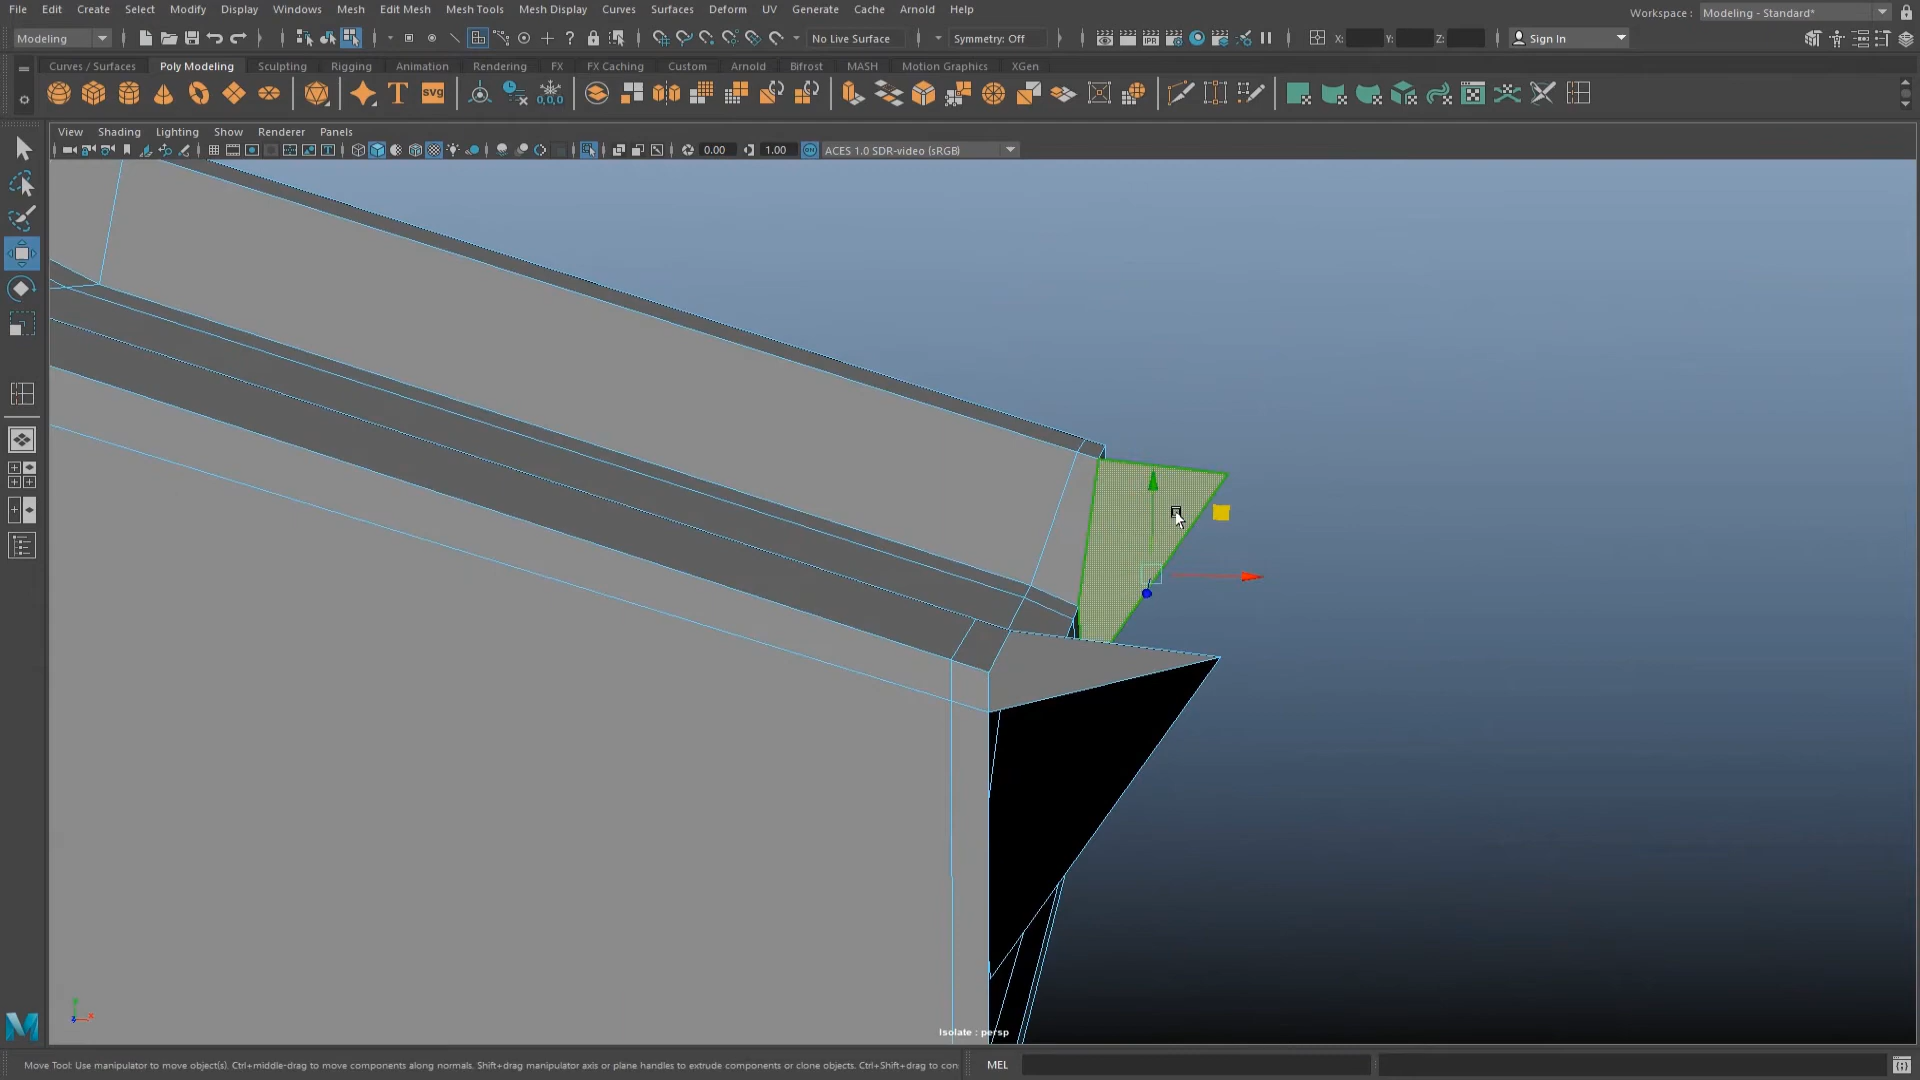 File Edit Create Select Modify Display Windows Mesh Edit Mesh Mesh Tools Mesh Display Curves Surfaces Deform UV Generate Cache Arnold Help
Workspace : Modeling - Standard*
Modeling No Live Surface Symmetry: Off X: Y: Z: Sign In
Curves / Surfaces Poly Modeling Sculpting Rigging Animation Rendering FX FX Caching Custom Arnold Bifrost MASH Motion Graphics XGen
T svg 0,0,0
View Shading Lighting Show Renderer Panels
0.00 1.00 ACES 1.0 SDR-video (sRGB)
Isolate : persp
Move Tool: Use manipulator to move object(s). Ctrl+middle-drag to move components along normals. Shift+drag manipulator axis or plane handles to extrude components or clone objects. Ctrl+Shift+drag to con
MEL